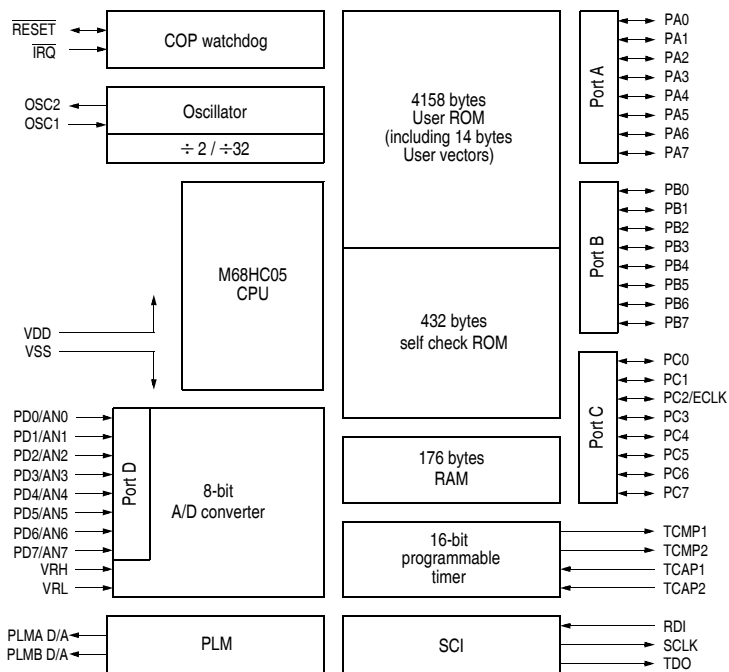 RESET
IRQ
COP watchdog
OSC2
OSC1
Oscillator
÷ 2 / ÷32
M68HC05
CPU
VDD
VSS
PD0/AN0
PD1/AN1
PD2/AN2
PD3/AN3
PD4/AN4
PD5/AN5
PD6/AN6
PD7/AN7
VRH
VRL
Port D
8-bit
A/D converter
PLMA D/A
PLMB D/A
PLM
4158 bytes
User ROM
(including 14 bytes
User vectors)
432 bytes
self check ROM
176 bytes
RAM
16-bit
programmable
timer
SCI
Port A
PA0
PA1
PA2
PA3
PA4
PA5
PA6
PA7
Port B
PB0
PB1
PB2
PB3
PB4
PB5
PB6
PB7
Port C
PC0
PC1
PC2/ECLK
PC3
PC4
PC5
PC6
PC7
TCMP1
TCMP2
TCAP1
TCAP2
RDI
SCLK
TDO